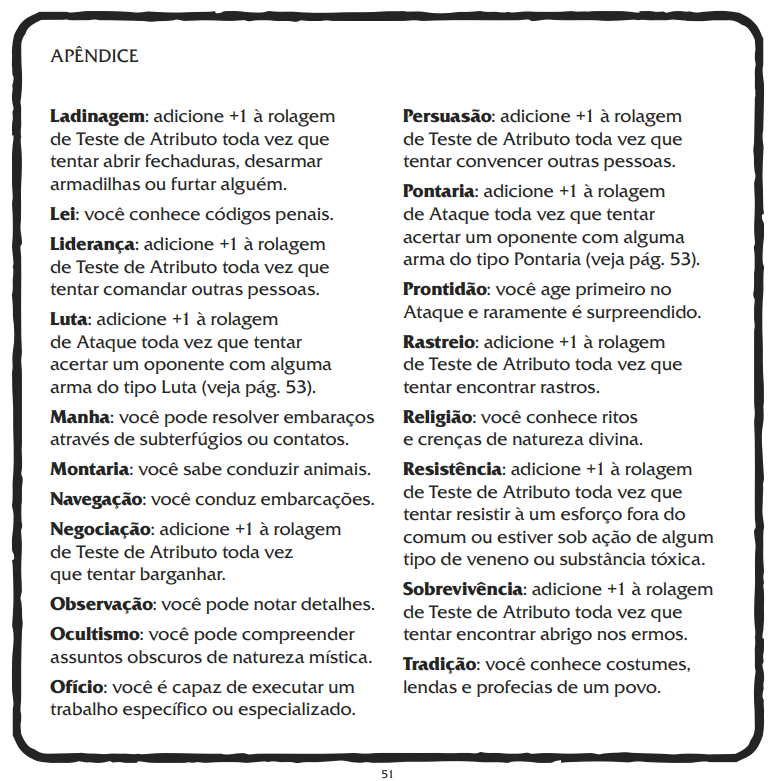 APÊNDICE
Ladinagem: adicione +1 à rolagem
de Teste de Atributo toda vez que
tentar abrir fechaduras, desarmar
armadilhas ou furtar alguém.
Lei: você conhece códigos penais.
Liderança: adicione +1 à rolagem
de Teste de Atributo toda vez que
tentar comandar outras pessoas.
Luta: adicione +1 à rolagem
de Ataque toda vez que tentar
acertar um oponente com alguma
arma do tipo Luta (veja pág. 53).
Manha: você pode resolver embaraços
através de subterfúgios ou contatos.
Montaria: você sabe conduzir animais.
Navegação: você conduz embarcações.
Negociação: adicione +1 à rolagem
de Teste de Atributo toda vez
que tentar barganhar.
Observação: você pode notar detalhes.
Ocultismo: você pode compreender
assuntos obscuros de natureza mística.
Ofício: você é capaz de executar um
trabalho específico ou especializado.
Persuasão: adicione +1 à rolagem
de Teste de Atributo toda vez que
tentar convencer outras pessoas.
Pontaria: adicione +1 à rolagem
de Ataque toda vez que tentar
acertar um oponente com alguma
arma do tipo Pontaria (veja pág. 53).
Prontidão: você age primeiro no
Ataque e raramente é surpreendido.
Rastreio: adicione +1 à rolagem
de Teste de Atributo toda vez que
tentar encontrar rastros.
Religião: você conhece ritos
e crenças de natureza divina.
Resistência: adicione +1 à rolagem
de Teste de Atributo toda vez que
tentar resistir à um esforço fora do
comum ou estiver sob ação de algum
tipo de veneno ou substância tóxica.
Sobrevivência: adicione +1 à rolagem
de Teste de Atributo toda vez que
tentar encontrar abrigo nos ermos.
Tradição: você conhece costumes,
lendas e profecias de um povo.
51